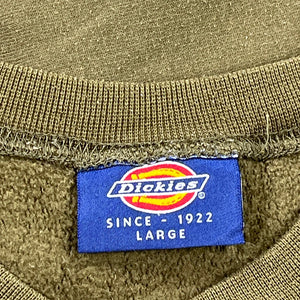 Dickies
SINCE - 1922
LARGE